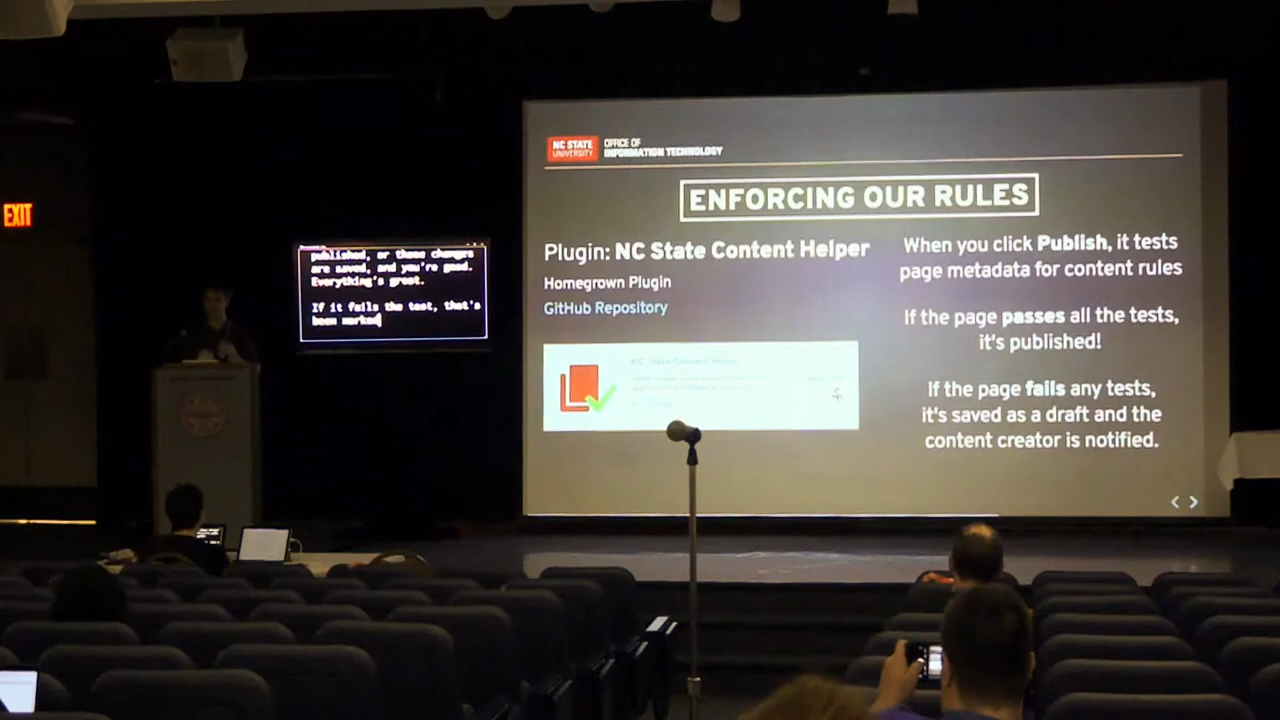 EXIT
published, or those changes
are saved, and you're good.
Everything's great.
If it fails the test, that's
been marked
NC STATE
UNIVERSITY
OFFICE OF
INFORMATION TECHNOLOGY
ENFORCING OUR RULES
Plugin: NC State Content Helper
Homegrown Plugin
GitHub Repository
NC State Content Helper
When you click Publish, it tests
page metadata for content rules
If the page passes all the tests,
it's published!
If the page fails any tests,
it's saved as a draft and the
content creator is notified.